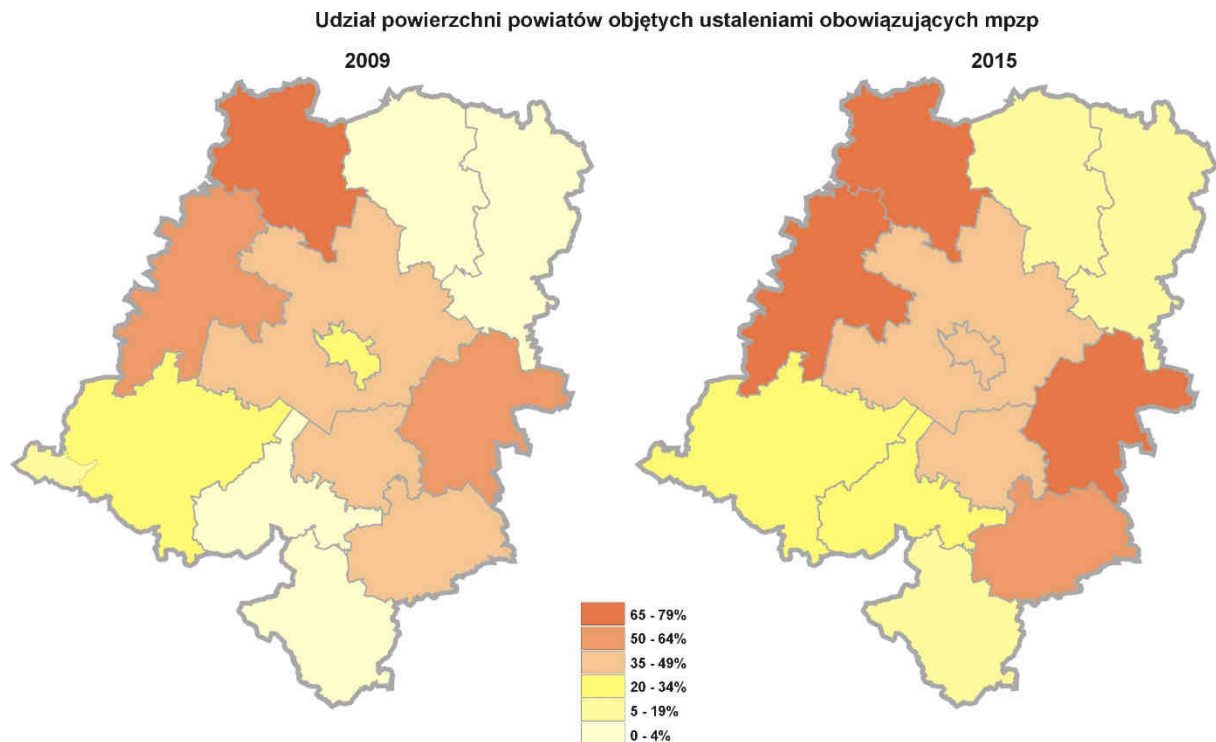 Udział powierzchni powiatów objętych ustaleniami obowiązujących mpzp
2009
2015
65 - 79%
50 - 64%
35 - 49%
20 - 34%
5 - 19%
0 - 4%